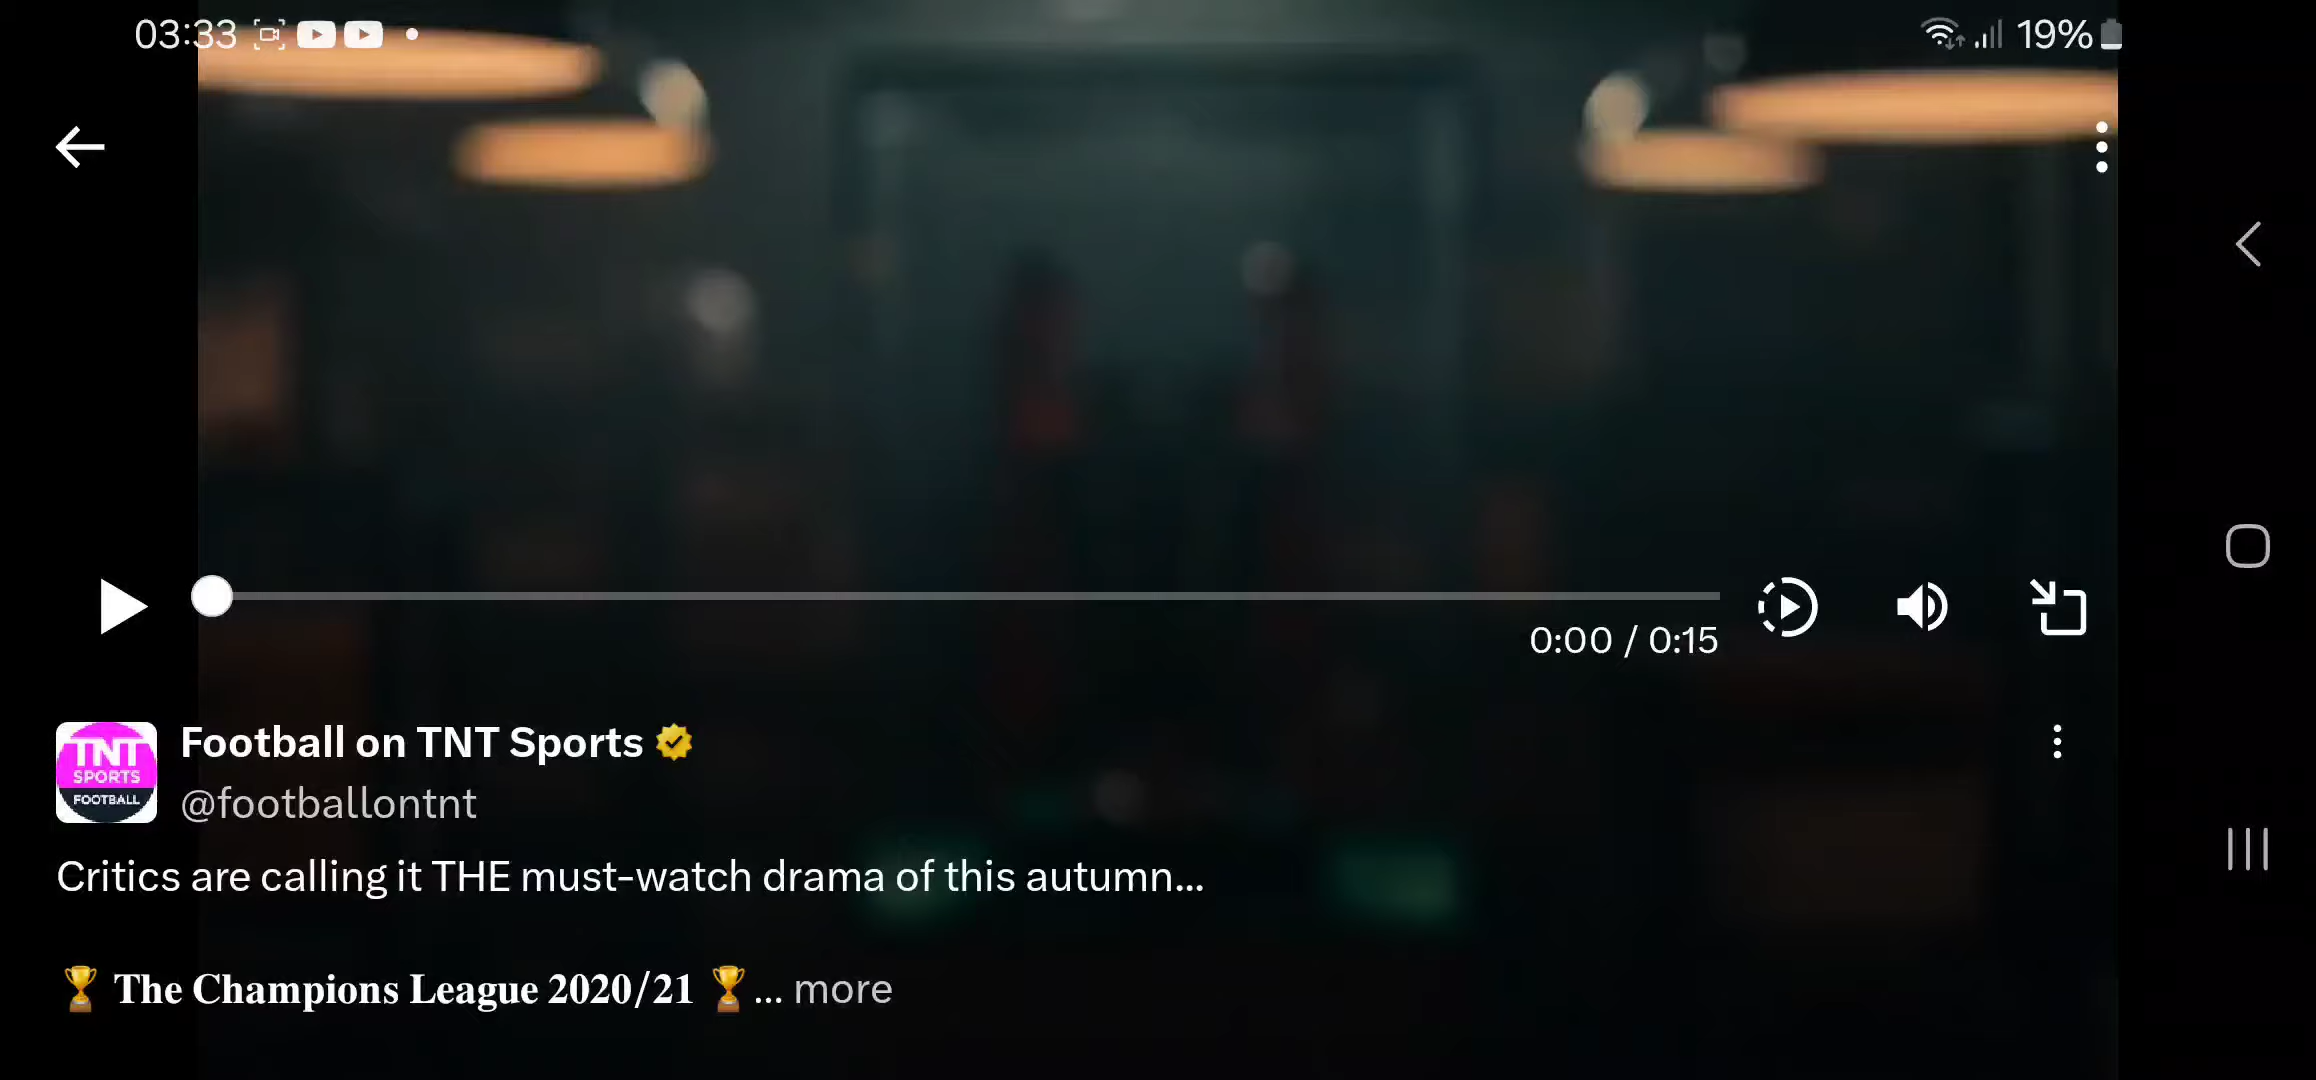 03:33
19%
0:00 / 0:15
TNT
SPORTS
FOOTBALL
Football on TNT Sports
@footballontnt
Critics are calling it THE must-watch drama of this autumn...
🏆 The Champions League 2020/21 🏆... more